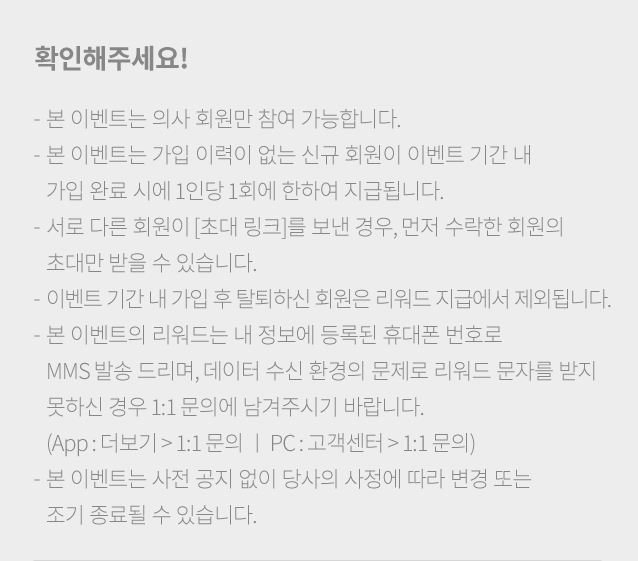 확인해주세요!
- 본 이벤트는 의사 회원만 참여 가능합니다.
- 본 이벤트는 가입 이력이 없는 신규 회원이 이벤트 기간 내
가입 완료 시에 1인당 1회에 한하여 지급됩니다.
- 서로 다른 회원이 [초대 링크]를 보낸 경우, 먼저 수락한 회원의
초대만 받을 수 있습니다.
- 이벤트 기간 내 가입 후 탈퇴하신 회원은 리워드 지급에서 제외됩니다.
- 본 이벤트의 리워드는 내 정보에 등록된 휴대폰 번호로
MMS 발송 드리며, 데이터 수신 환경의 문제로 리워드 문자를 받지
못하신 경우 1:1 문의에 남겨주시기 바랍니다.
(App : 더보기 > 1:1 문의 ㅣ PC : 고객센터 > 1:1 문의)
- 본 이벤트는 사전 공지 없이 당사의 사정에 따라 변경 또는
조기 종료될 수 있습니다.